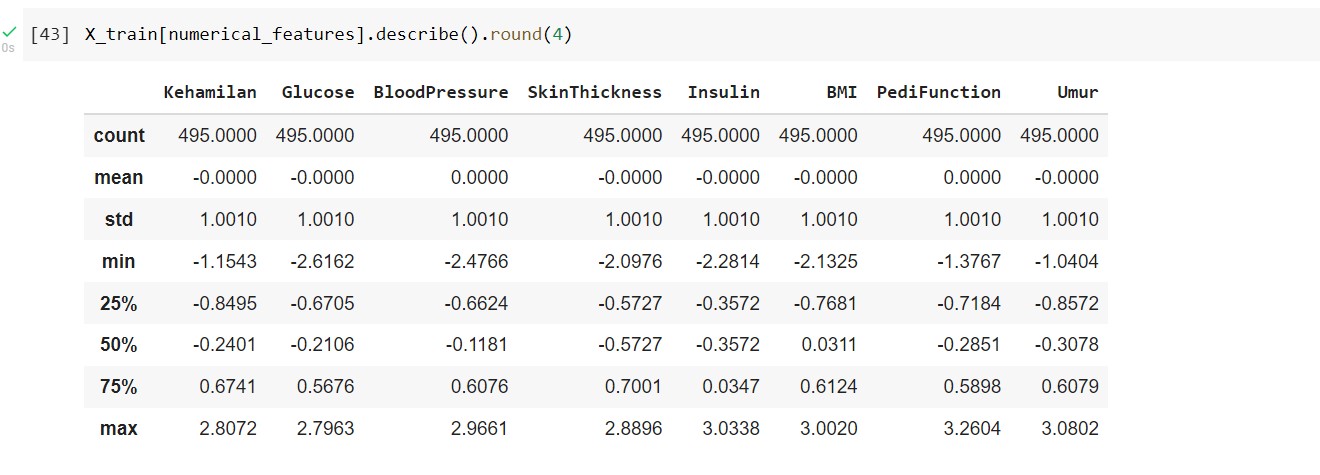 [43] X_train[numerical_features].describe().round(4)
0s
Kehamilan Glucose BloodPressure SkinThickness Insulin BMI PediFunction Umur
count 495.0000 495.0000 495.0000 495.0000 495.0000 495.0000 495.0000 495.0000
mean -0.0000 -0.0000 0.0000 -0.0000 -0.0000 -0.0000 0.0000 -0.0000
std 1.0010 1.0010 1.0010 1.0010 1.0010 1.0010 1.0010 1.0010
min -1.1543 -2.6162 -2.4766 -2.0976 -2.2814 -2.1325 -1.3767 -1.0404
25% -0.8495 -0.6705 -0.6624 -0.5727 -0.3572 -0.7681 -0.7184 -0.8572
50% -0.2401 -0.2106 -0.1181 -0.5727 -0.3572 0.0311 -0.2851 -0.3078
75% 0.6741 0.5676 0.6076 0.7001 0.0347 0.6124 0.5898 0.6079
max 2.8072 2.7963 2.9661 2.8896 3.0338 3.0020 3.2604 3.0802